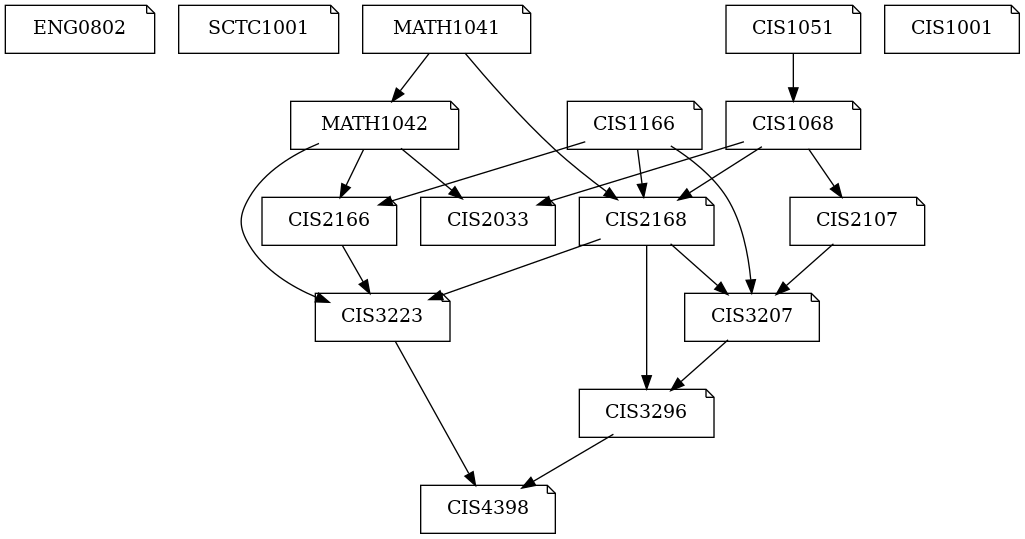 ENG0802
SCTC1001
MATH1041
CIS1051
CIS1001
MATH1042
CIS1166
CIS1068
CIS2166
CIS2033
CIS2168
CIS2107
CIS3223
CIS3207
CIS3296
CIS4398